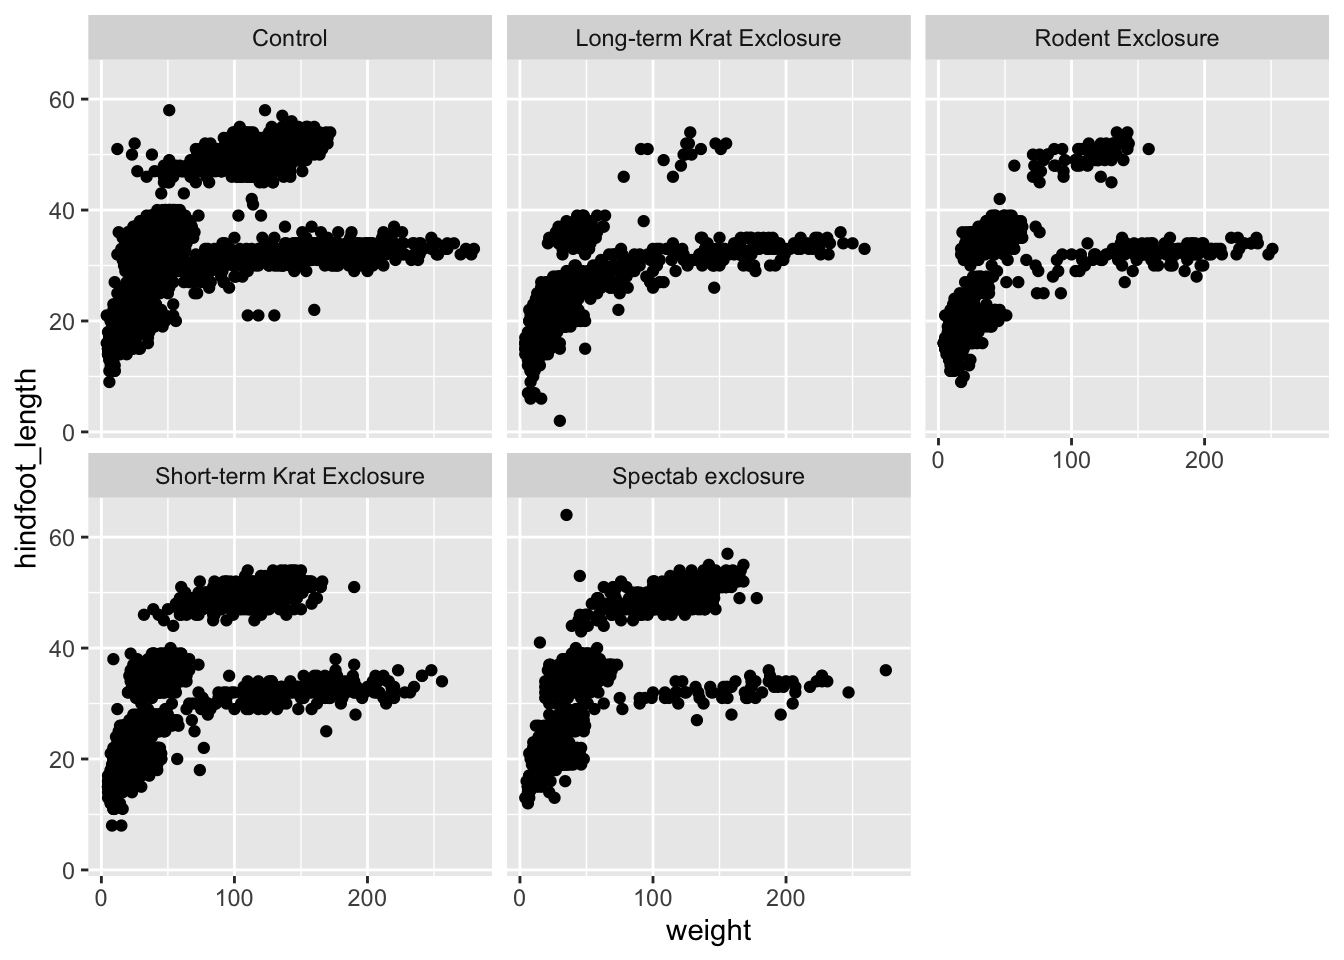 Control
Long-term Krat Exclosure
Rodent Exclosure
60
40
20
0
0 100 200
Short-term Krat Exclosure
Spectab exclosure
60
40
20
0
0 100 200
0 100 200
weight
hindfoot_length